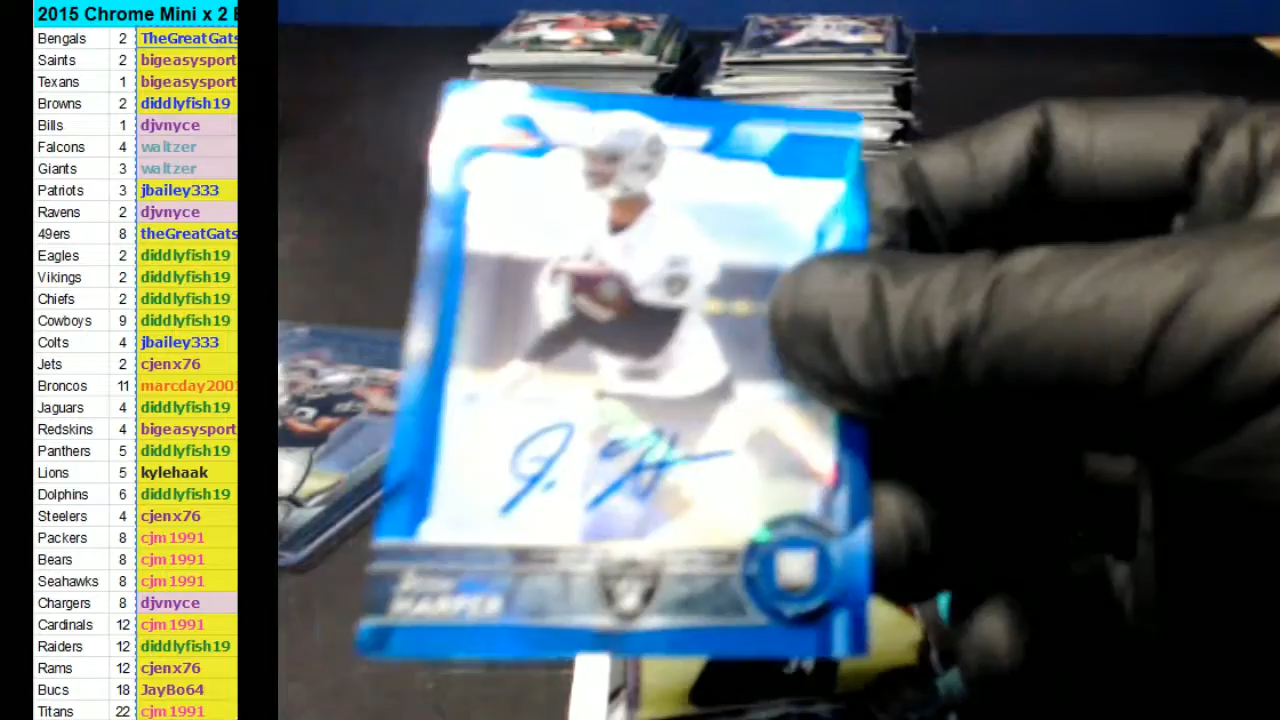 2015 Chrome Mini x 2
Bengals 2 TheGreatGats
Saints 2 bigeasysport
Texans 1 bigeasysport
Browns 2 diddlyfish19
Bills 1 djvnyce
Falcons 4 waltzer
Giants 3 waltzer
Patriots 3 jbailey333
Ravens 2 djvnyce
49ers 8 theGreatGats
Eagles 2 diddlyfish19
Vikings 2 diddlyfish19
Chiefs 2 diddlyfish19
Cowboys 9 diddlyfish19
Colts 4 jbailey333
Jets 2 cjenx76
Broncos 11 marcday200
Jaguars 4 diddlyfish19
Redskins 4 bigeasysport
Panthers 5 diddlyfish19
Lions 5 kylehaak
Dolphins 6 diddlyfish19
Steelers 4 cjenx76
Packers 8 cjm1991
Bears 8 cjm1991
Seahawks 8 cjm1991
Chargers 8 djvnyce
Cardinals 12 cjm1991
Raiders 12 diddlyfish19
Rams 12 cjenx76
Bucs 18 JayBo64
Titans 22 cjm1991
HARPER